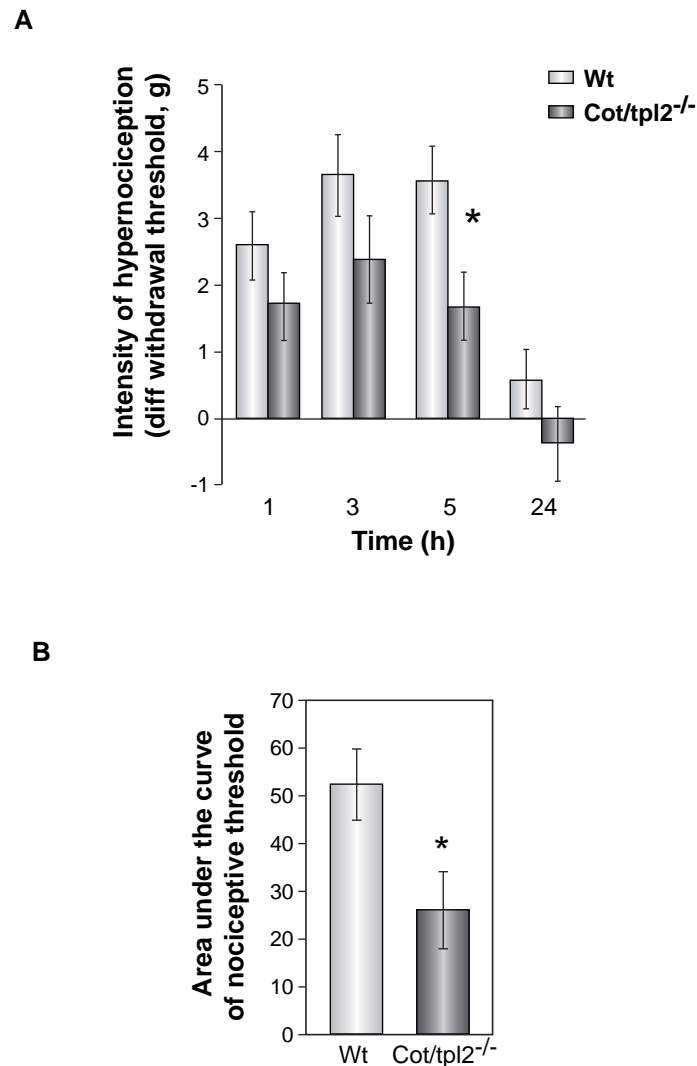 A
Wt
Cot/tpl2-/-
Intensity of hypernociception
(diff withdrawal threshold, g)
5
4
3
2
1
0
-1
*
1 3 5 24
Time (h)
B
Area under the curve
of nociceptive threshold
70
60
50
40
30
20
10
0
*
Wt Cot/tpl2-/-